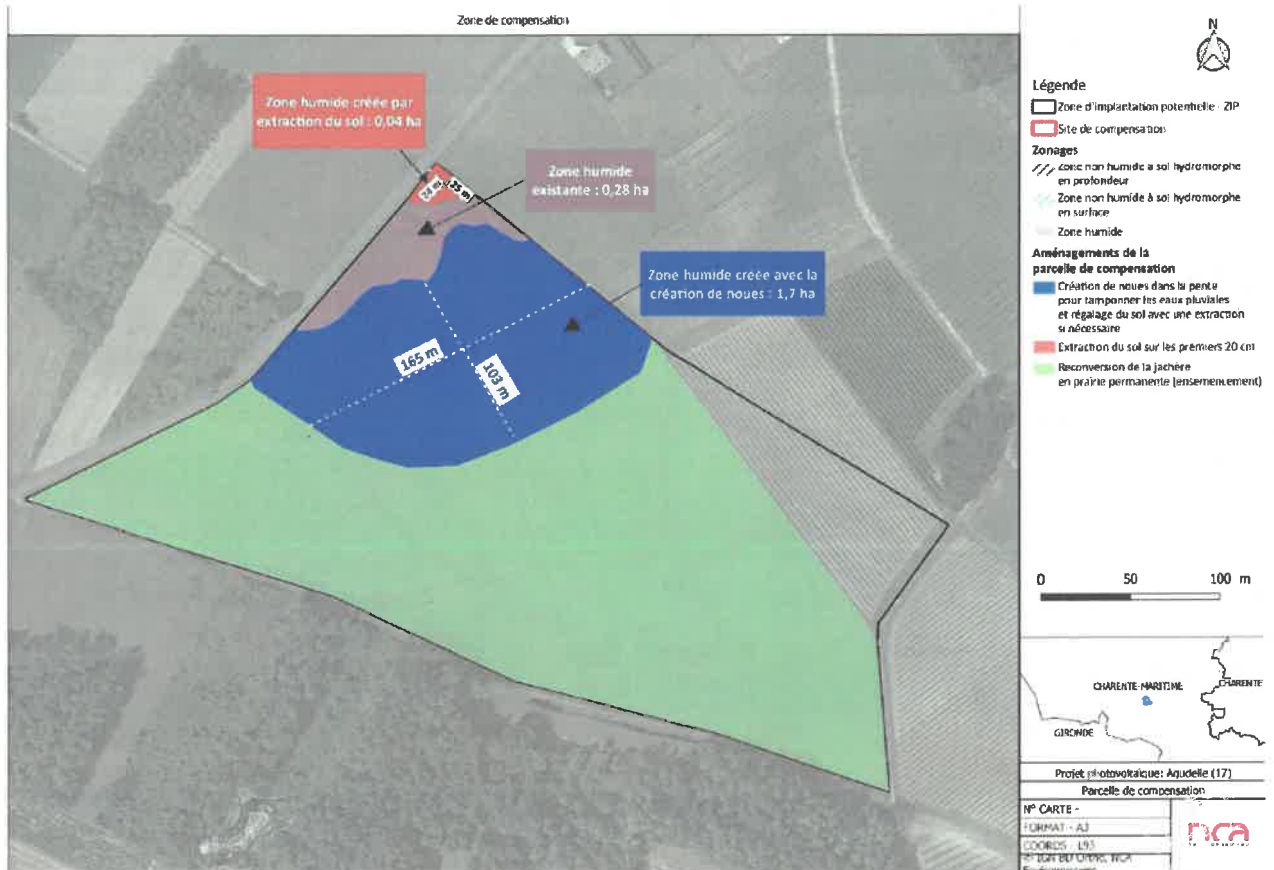 Zone de compensation
Zone humide créée par
extraction du sol : 0,04 ha
Zone humide
existante : 0,28 ha
24 m
35 m
Zone humide créée avec la
création de noues : 1,7 ha
165 m
103 m
N
Légende
Zone d'implantation potentielle - ZIP
Site de compensation
Zonages
Zone non humide à sol hydromorphe
en profondeur
Zone non humide à sol hydromorphe
en surface
Zone humide
Aménagements de la
parcelle de compensation
Création de noues dans la pente
pour tamponner les eaux pluviales
et régalage du sol avec une extraction
si nécessaire
Extraction du sol sur les premiers 20 cm
Reconversion de la jachère
en prairie permanente (ensemencement)
0 50 100 m
CHARENTE-MARITIME
CHARENTE
GIRONDE
Projet photovoltaïque: Agudelle (17)
Parcelle de compensation
N° CARTE -
FORMAT - A3
COORDS - L93
© IGN BD Ortho, NCA
nca